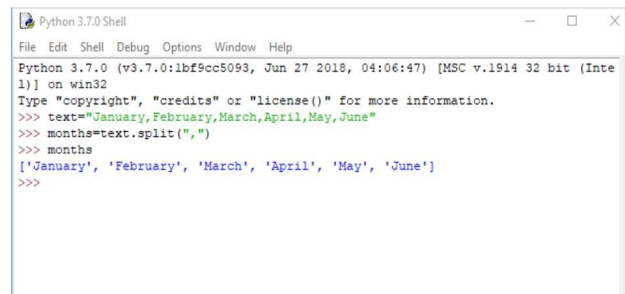 Python 3.7.0 Shell
File Edit Shell Debug Options Window Help
Python 3.7.0 (v3.7.0:1bf9cc5093, Jun 27 2018, 04:06:47) [MSC v.1914 32 bit (Inte
l)] on win32
Type "copyright", "credits" or "license()" for more information.
>>> text="January,February,March,April,May,June"
>>> months=text.split(",")
>>> months
['January', 'February', 'March', 'April', 'May', 'June']
>>>